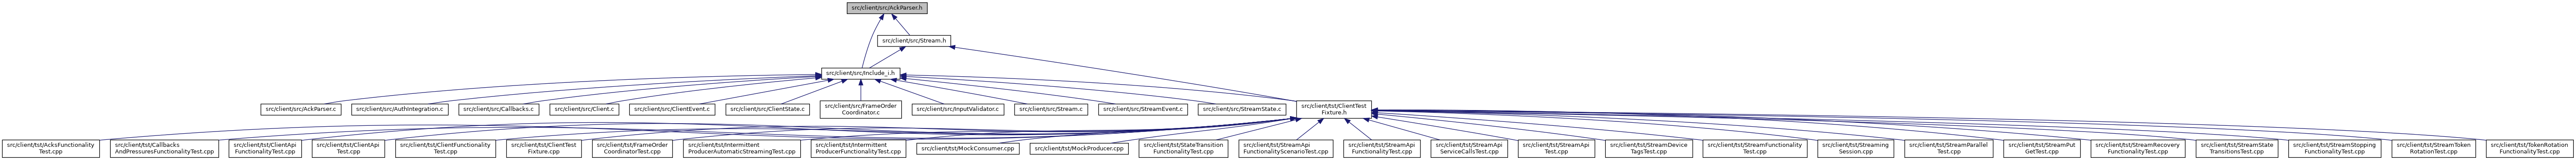 src/client/src/AckParser.h
src/client/src/Stream.h
src/client/src/Include_i.h
src/client/src/AckParser.c
src/client/src/AuthIntegration.c
src/client/src/Callbacks.c
src/client/src/Client.c
src/client/src/ClientEvent.c
src/client/src/ClientState.c
src/client/src/FrameOrder
Coordinator.c
src/client/src/InputValidator.c
src/client/src/Stream.c
src/client/src/StreamEvent.c
src/client/src/StreamState.c
src/client/tst/ClientTest
Fixture.h
src/client/tst/AcksFunctionality
Test.cpp
src/client/tst/Callbacks
AndPressuresFunctionalityTest.cpp
src/client/tst/ClientApi
FunctionalityTest.cpp
src/client/tst/ClientApi
Test.cpp
src/client/tst/ClientFunctionality
Test.cpp
src/client/tst/ClientTest
Fixture.cpp
src/client/tst/FrameOrder
CoordinatorTest.cpp
src/client/tst/Intermittent
ProducerAutomaticStreamingTest.cpp
src/client/tst/Intermittent
ProducerFunctionalityTest.cpp
src/client/tst/MockConsumer.cpp
src/client/tst/MockProducer.cpp
src/client/tst/StateTransition
FunctionalityTest.cpp
src/client/tst/StreamApi
FunctionalityScenarioTest.cpp
src/client/tst/StreamApi
FunctionalityTest.cpp
src/client/tst/StreamApi
ServiceCallsTest.cpp
src/client/tst/StreamApi
Test.cpp
src/client/tst/StreamDevice
TagsTest.cpp
src/client/tst/StreamFunctionality
Test.cpp
src/client/tst/Streaming
Session.cpp
src/client/tst/StreamParallel
Test.cpp
src/client/tst/StreamPut
GetTest.cpp
src/client/tst/StreamRecovery
FunctionalityTest.cpp
src/client/tst/StreamState
TransitionsTest.cpp
src/client/tst/StreamStopping
FunctionalityTest.cpp
src/client/tst/StreamToken
RotationTest.cpp
src/client/tst/TokenRotation
FunctionalityTest.cpp